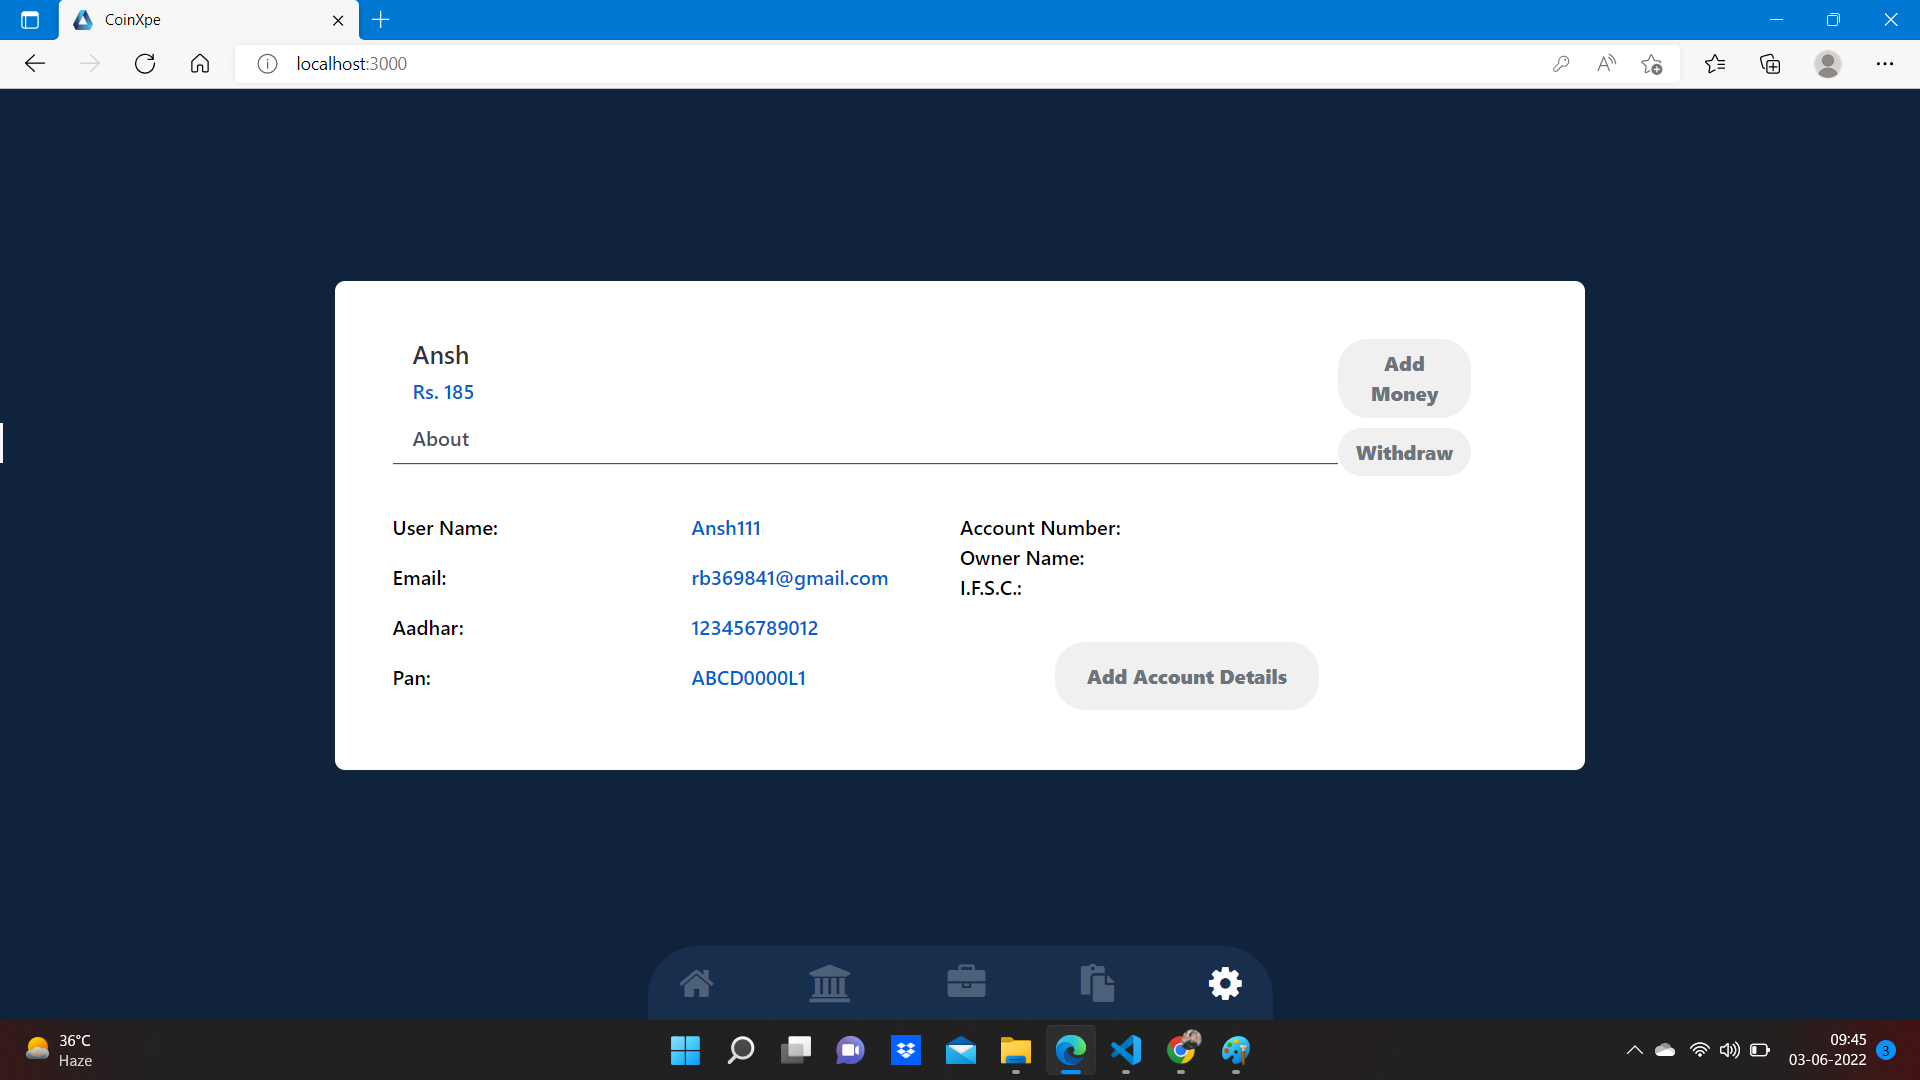 CoinXpe
localhost:3000
Ansh
Rs. 185
About
Add
Money
Withdraw
User Name: Ansh111
Email: rb369841@gmail.com
Aadhar: 123456789012
Pan: ABCD0000L1
Account Number:
Owner Name:
I.F.S.C.:
Add Account Details
36°C
Haze
09:45
03-06-2022
3